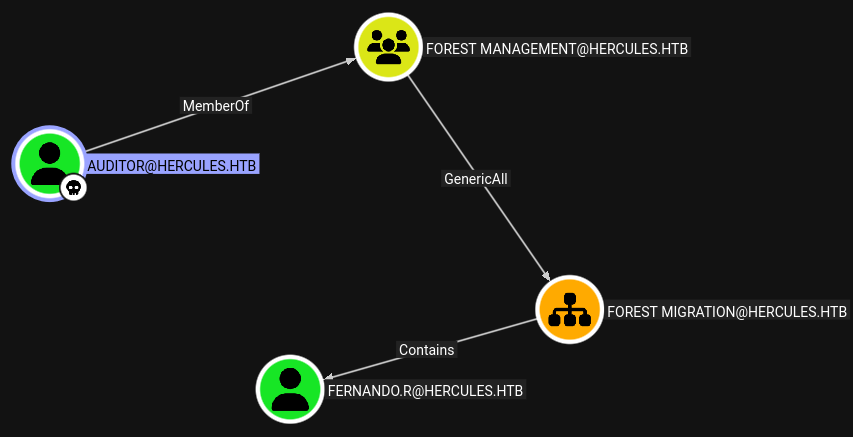 FOREST MANAGEMENT@HERCULES.HTB
MemberOf
AUDITOR@HERCULES.HTB
GenericAll
FOREST MIGRATION@HERCULES.HTB
Contains
FERNANDO.R@HERCULES.HTB